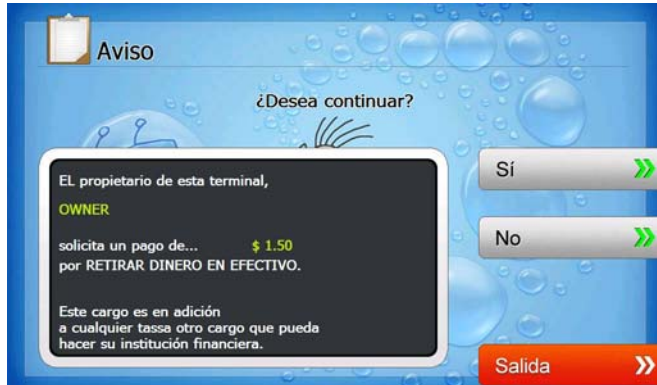 Aviso
¿Desea continuar?
EL propietario de esta terminal,
OWNER
solicita un pago de... $ 1.50
por RETIRAR DINERO EN EFECTIVO.
Este cargo es en adición
a cualquier tassa otro cargo que pueda
hacer su institución financiera.
Sí
No
Salida